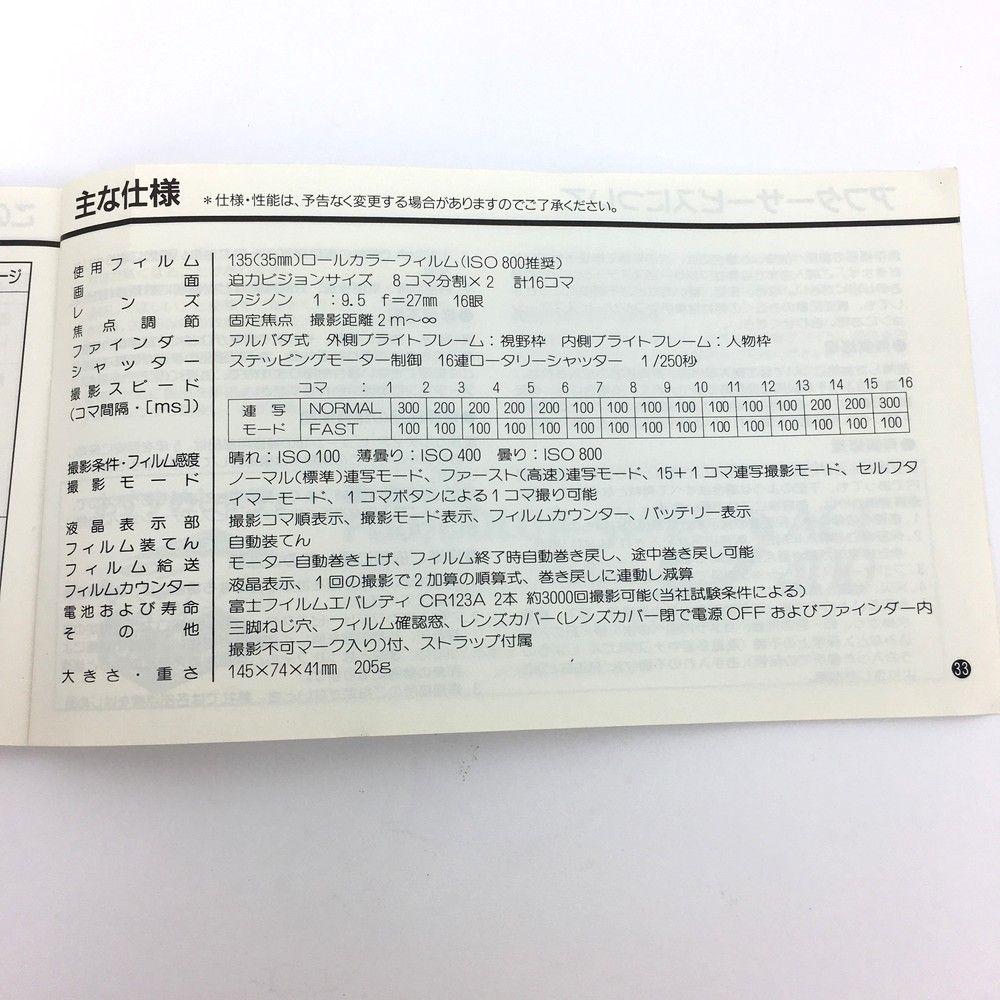 主な仕様 *仕様・性能は、予告なく変更する場合がありますのでご了承ください。
使用フィルム 135(35mm)ロールカラーフィルム(ISO 800推奨)
画面 迫力ビジョンサイズ 8コマ分割×2 計16コマ
レンズ フジノン 1:9.5 f=27mm 16眼
焦点調節 固定焦点 撮影距離2m〜∞
ファインダー アルバダ式 外側ブライトフレーム:視野枠 内側ブライトフレーム:人物枠
シャッター ステッピングモーター制御 16連ロータリーシャッター 1/250秒
撮影スピード コマ : 1 2 3 4 5 6 7 8 9 10 11 12 13 14 15 16
(コマ間隔・[ms]) 連写 NORMAL 300 200 200 200 200 100 100 100 100 100 100 100 100 200 200 300
モード FAST 100 100 100 100 100 100 100 100 100 100 100 100 100 100 100 100
撮影条件・フィルム感度 晴れ:ISO 100 薄曇り:ISO 400 曇り:ISO 800
撮影モード ノーマル(標準)連写モード、ファースト(高速)連写モード、15+1コマ連写撮影モード、セルフタ
イマーモード、1コマボタンによる1コマ撮り可能
液晶表示部 撮影コマ順表示、撮影モード表示、フィルムカウンター、バッテリー表示
フィルム装てん 自動装てん
フィルム給送 モーター自動巻き上げ、フィルム終了時自動巻き戻し、途中巻き戻し可能
フィルムカウンター 液晶表示、1回の撮影で2加算の順算式、巻き戻しに連動し減算
電池および寿命 富士フイルムエバレディ CR123A 2本 約3000回撮影可能(当社試験条件による)
その他 三脚ねじ穴、フィルム確認窓、レンズカバー(レンズカバー閉で電源OFFおよびファインダー内
撮影不可マーク入り)付、ストラップ付属
大きさ・重さ 145×74×41mm 205g
33
ージ